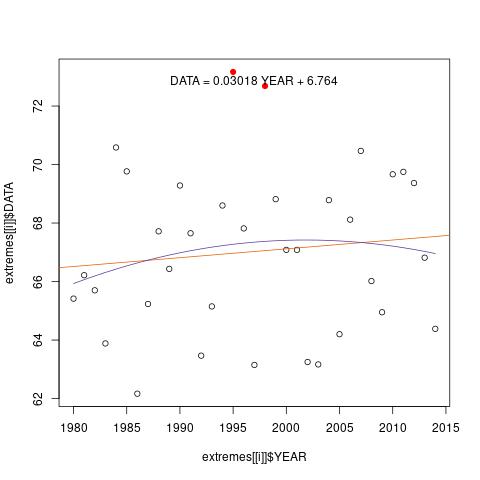 DATA = 0.03018 YEAR + 6.764
72
70
68
66
64
62
extremes[[i]]$DATA
1980 1985 1990 1995 2000 2005 2010 2015
extremes[[i]]$YEAR